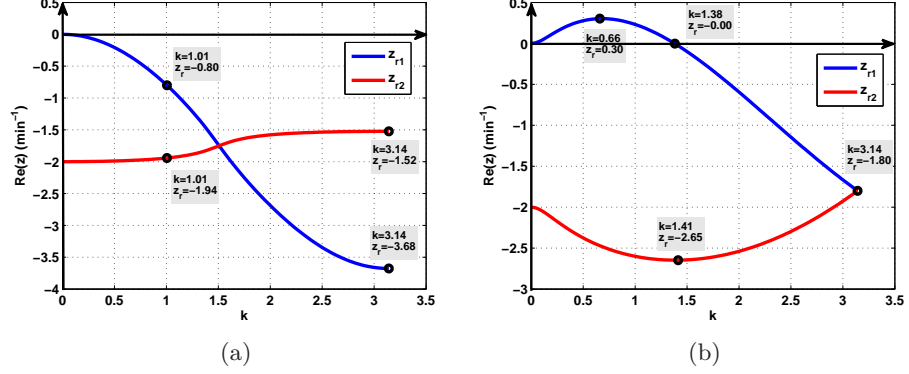 0.5
0
−0.5
−1
−1.5
−2
−2.5
−3
−3.5
−4
Re(z) (min⁻¹)
0
0.5
1
1.5
2
2.5
3
3.5
k
k=1.01
z_r=−0.80
k=1.01
z_r=−1.94
k=3.14
z_r=−1.52
k=3.14
z_r=−3.68
z_r1
z_r2
(a)
0.5
0
−0.5
−1
−1.5
−2
−2.5
−3
Re(z) (min⁻¹)
0
0.5
1
1.5
2
2.5
3
3.5
k
k=0.66
z_r=0.30
k=1.38
z_r=−0.00
z_r1
z_r2
k=3.14
z_r=−1.80
k=1.41
z_r=−2.65
(b)